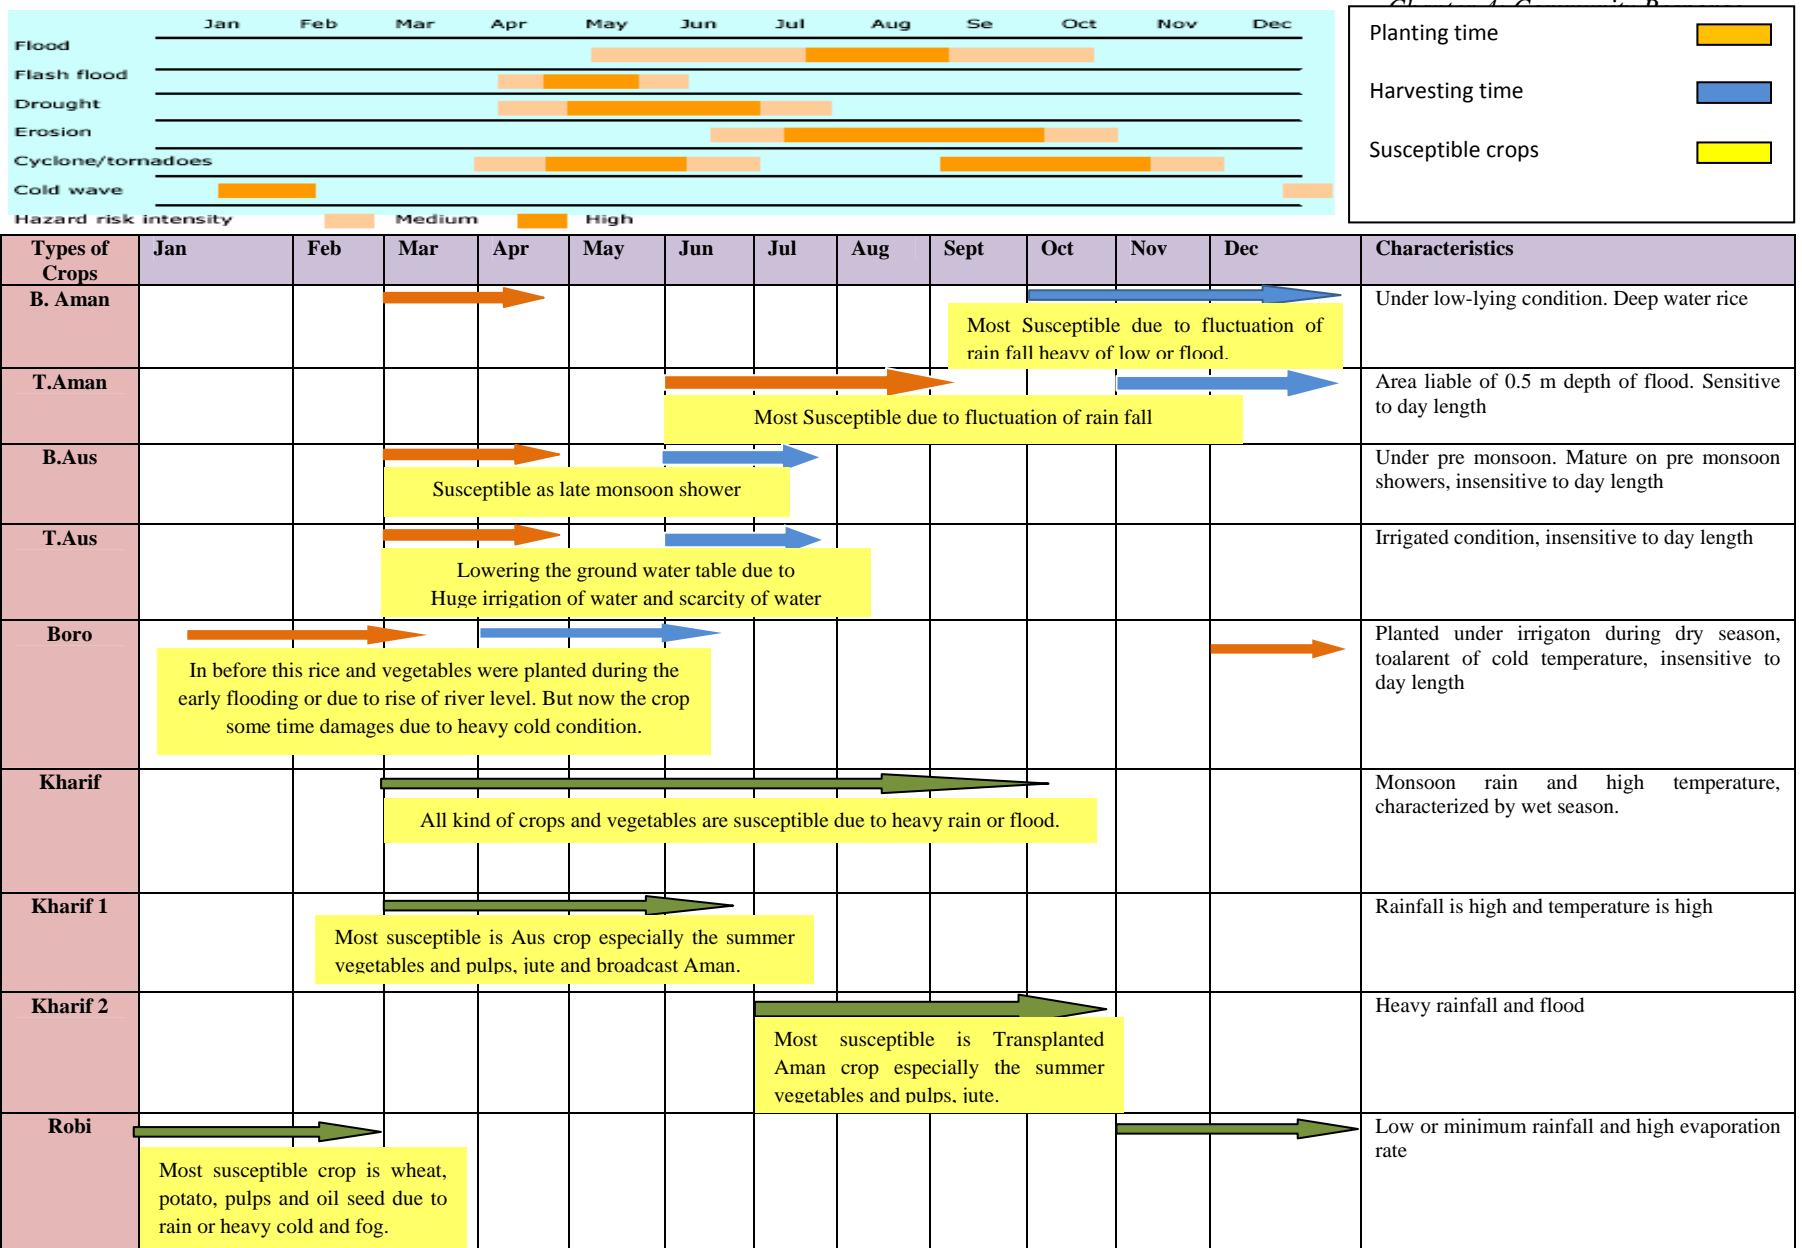 Chapter 4: Community Response
Jan Feb Mar Apr May Jun Jul Aug Se Oct Nov Dec
Flood
Flash flood
Drought
Erosion
Cyclone/tornadoes
Cold wave
Hazard risk intensity Medium High
Planting time
Harvesting time
Susceptible crops
Types of Crops Jan Feb Mar Apr May Jun Jul Aug Sept Oct Nov Dec Characteristics
B. Aman
Most Susceptible due to fluctuation of
rain fall heavy of low or flood.
Under low-lying condition. Deep water rice
T.Aman
Most Susceptible due to fluctuation of rain fall
Area liable of 0.5 m depth of flood. Sensitive
to day length
B.Aus
Susceptible as late monsoon shower
Under pre monsoon. Mature on pre monsoon
showers, insensitive to day length
T.Aus
Lowering the ground water table due to
Huge irrigation of water and scarcity of water
Irrigated condition, insensitive to day length
Boro
In before this rice and vegetables were planted during the
early flooding or due to rise of river level. But now the crop
some time damages due to heavy cold condition.
Planted under irrigaton during dry season,
toalarent of cold temperature, insensitive to
day length
Kharif
All kind of crops and vegetables are susceptible due to heavy rain or flood.
Monsoon rain and high temperature,
characterized by wet season.
Kharif 1
Most susceptible is Aus crop especially the summer
vegetables and pulps, jute and broadcast Aman.
Rainfall is high and temperature is high
Kharif 2
Most susceptible is Transplanted
Aman crop especially the summer
vegetables and pulps, jute.
Heavy rainfall and flood
Robi
Most susceptible crop is wheat,
potato, pulps and oil seed due to
rain or heavy cold and fog.
Low or minimum rainfall and high evaporation
rate